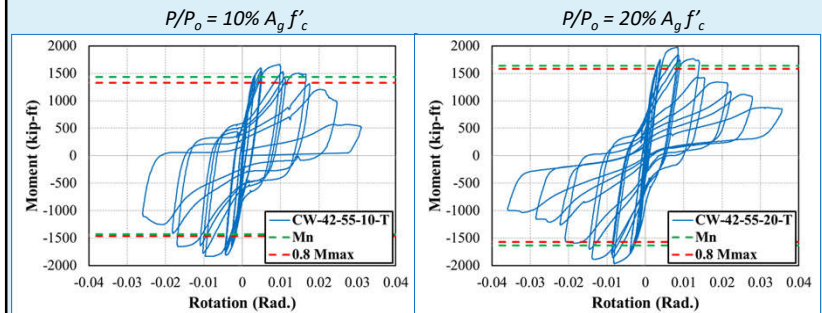 P/Pₒ = 10% A_g f'_c
P/Pₒ = 20% A_g f'_c
2000
1500
1000
500
0
-500
-1000
-1500
-2000
Moment (kip-ft)
-0.04 -0.03 -0.02 -0.01 0 0.01 0.02 0.03 0.04
Rotation (Rad.)
CW-42-55-10-T
Mn
0.8 Mmax
2000
1500
1000
500
0
-500
-1000
-1500
-2000
Moment (kip-ft)
-0.04 -0.03 -0.02 -0.01 0 0.01 0.02 0.03 0.04
Rotation (Rad.)
CW-42-55-20-T
Mn
0.8 Mmax